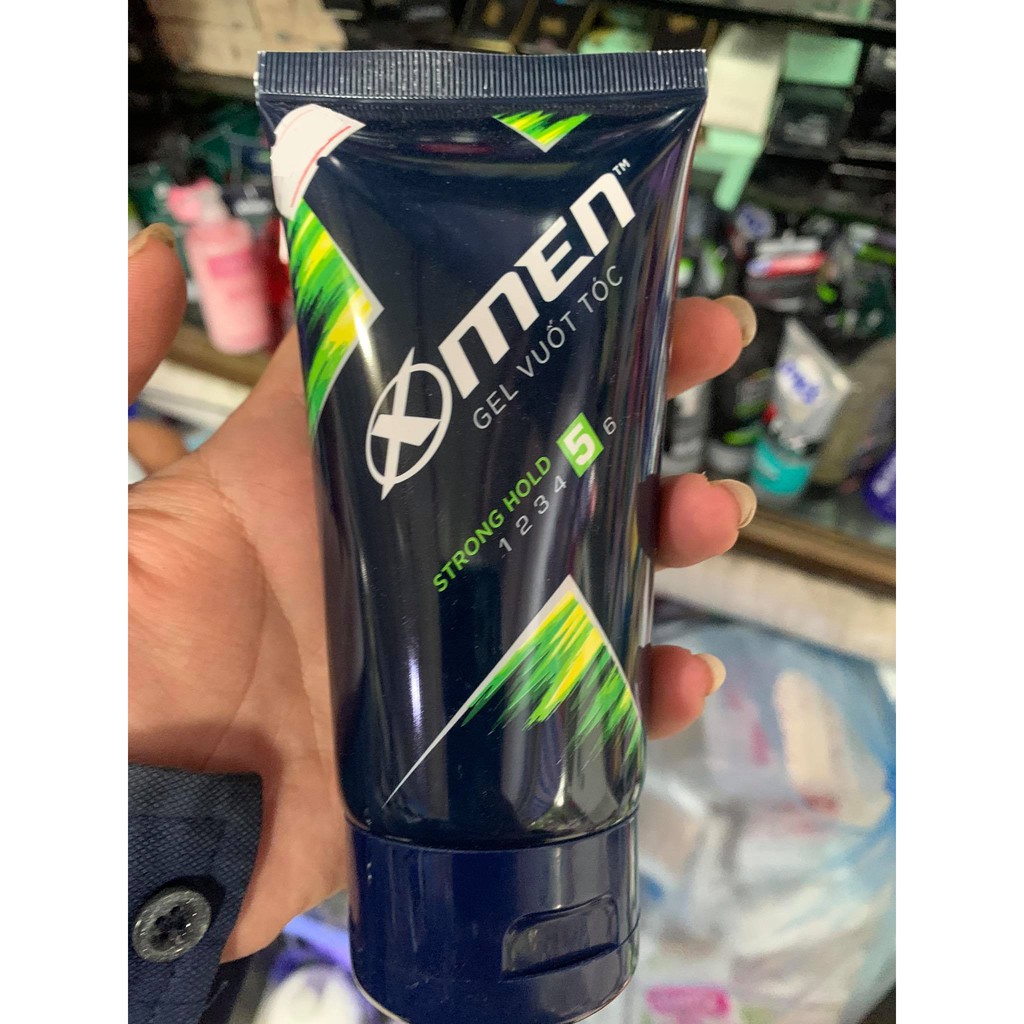 Xmen™
GEL VUỐT TÓC
STRONG HOLD
1 2 3 4 5 6